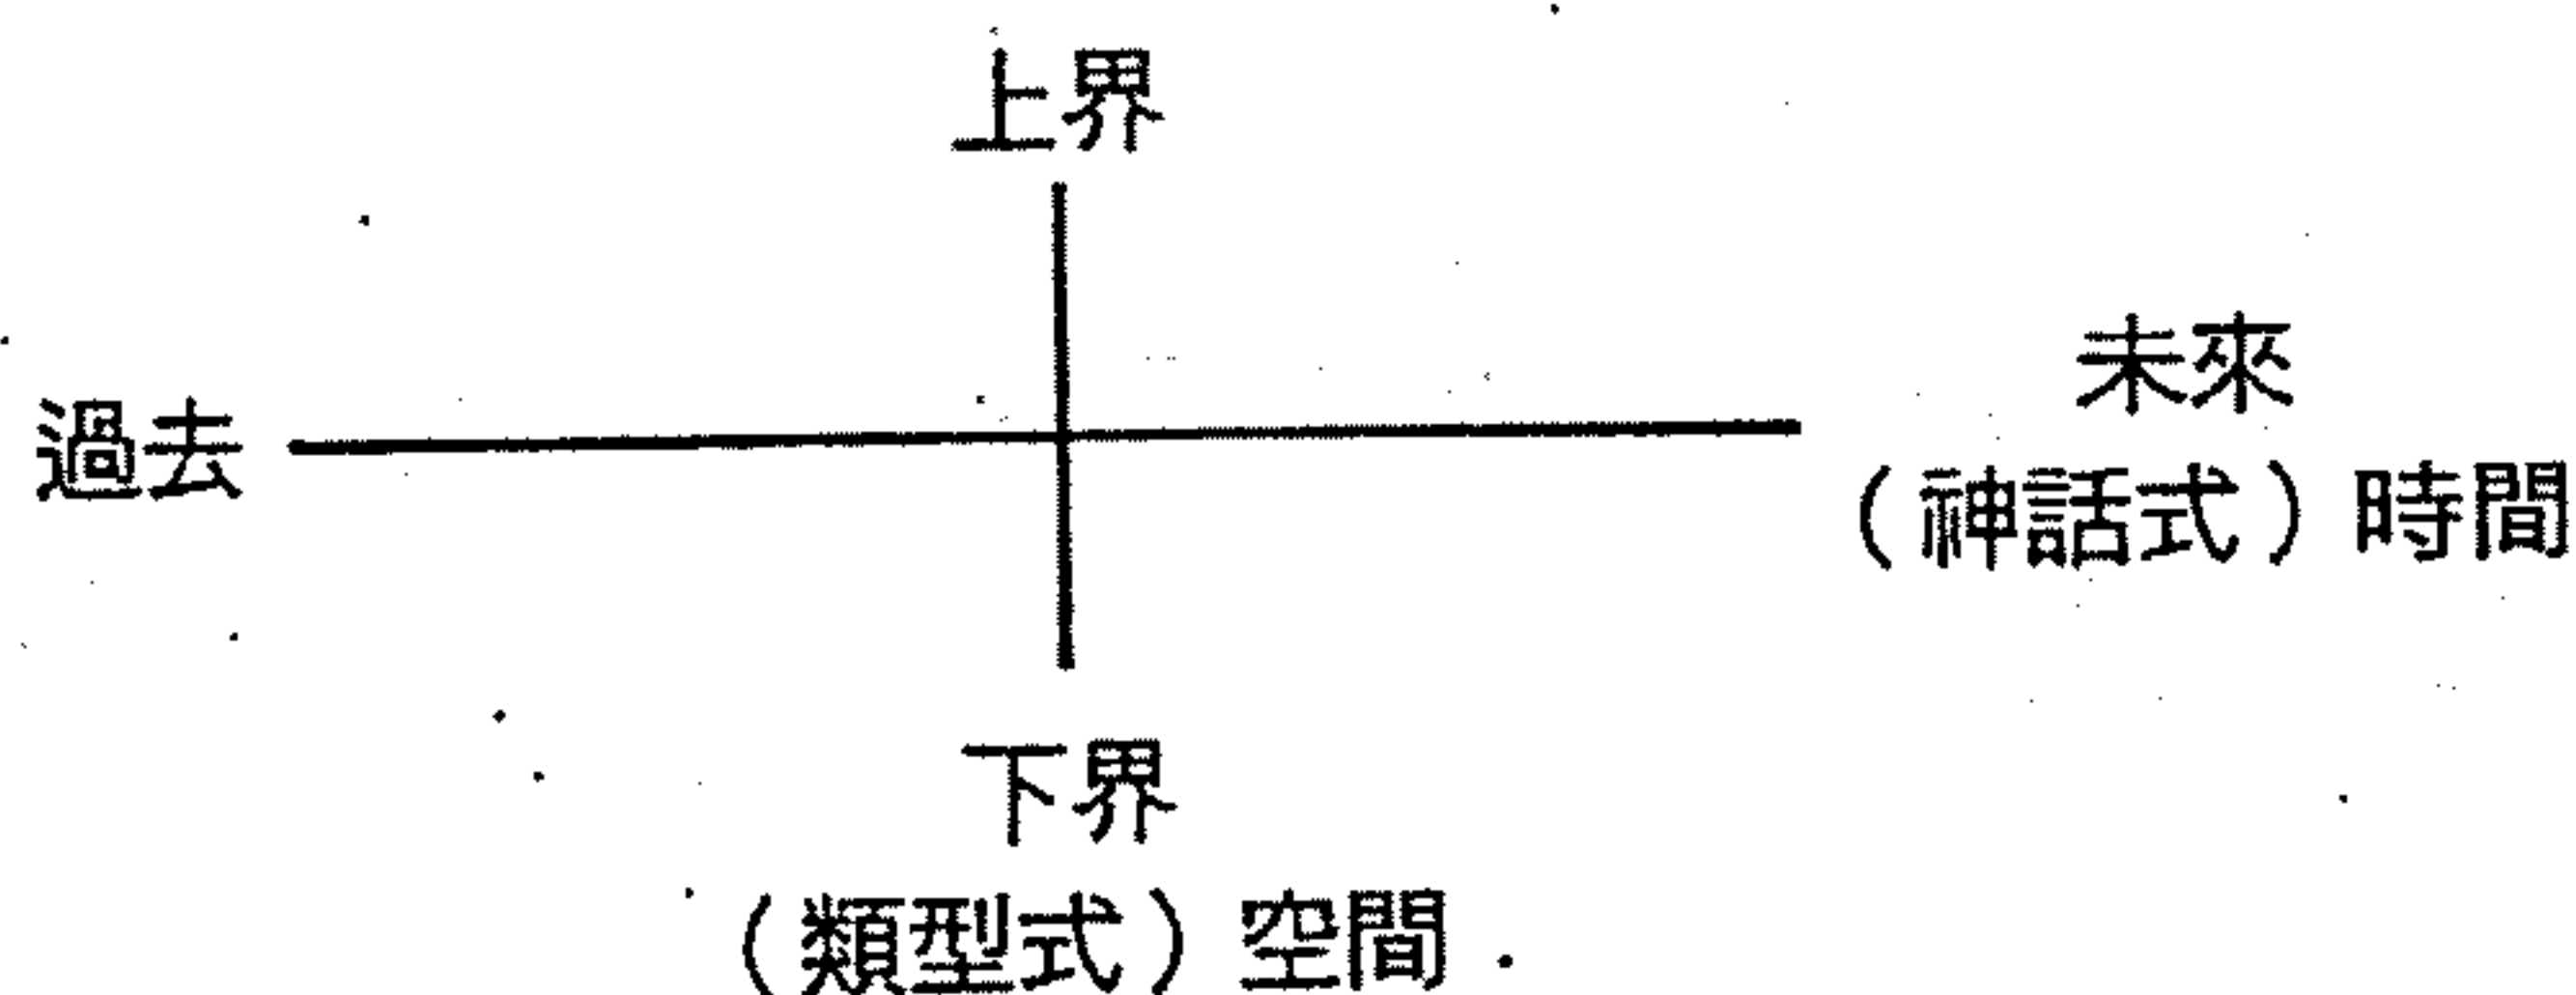 上界
過去
未來
（神話式）時間
下界
（類型式）空間